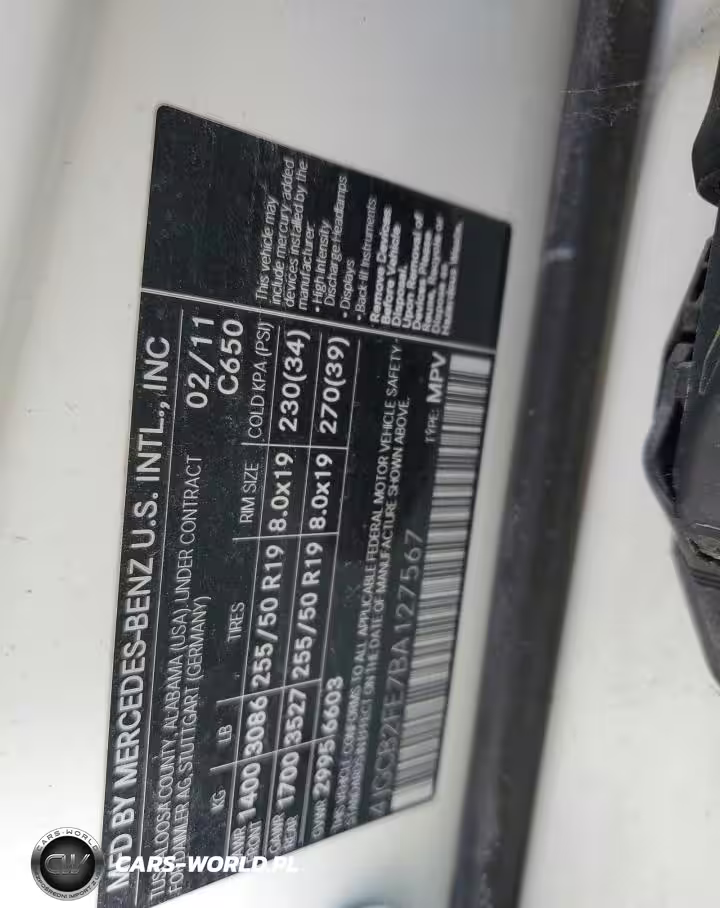 MFD BY MERCEDES-BENZ U.S. INTL., INC
TUSCALOOSA COUNTY, ALABAMA (USA), UNDER CONTRACT
FOR DAIMLER AG, STUTTGART (GERMANY)
02/11
C650
KG LB TIRES RIM SIZE COLD KPA (PSI)
GAWR FRONT 1400 3086 255/50 R19 8.0x19 230(34)
GAWR REAR 1700 3527 255/50 R19 8.0x19 270(39)
GVWR 2995 6603
THIS VEHICLE CONFORMS TO ALL APPLICABLE FEDERAL MOTOR VEHICLE SAFETY
STANDARDS IN EFFECT ON THE DATE OF MANUFACTURE SHOWN ABOVE.
4JGCB2FE7BA127567 TYPE: MPV
This vehicle may
include mercury added
devices installed by the
manufacturer:
• High Intensity
Discharge Headlamps
• Displays
• Back-lit Instruments
Remove Devices
Before Vehicle
Disposal.
Upon Removal of
Devices Please
Reuse, Recycle or
Dispose as
Hazardous Waste.
CARS-WORLD
CW
CARS-WORLD.PL